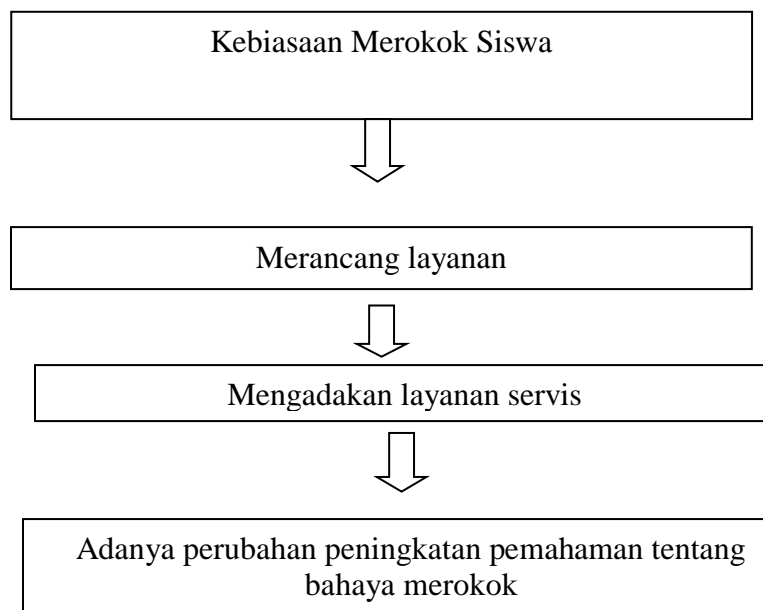 Kebiasaan Merokok Siswa
Merancang layanan
Mengadakan layanan servis
Adanya perubahan peningkatan pemahaman tentang
bahaya merokok